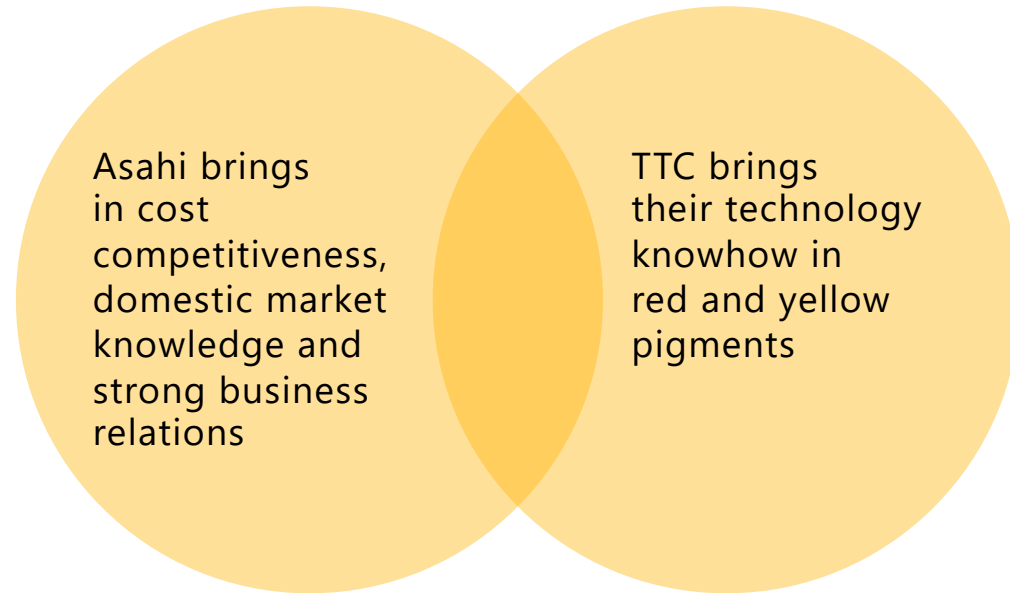 Asahi brings
in cost
competitiveness,
domestic market
knowledge and
strong business
relations
TTC brings
their technology
knowhow in
red and yellow
pigments